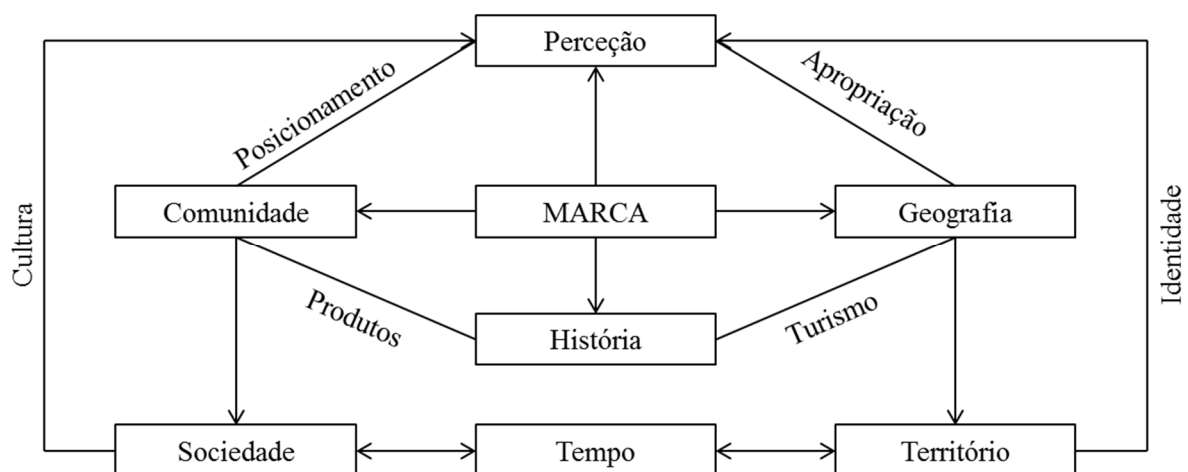 Perceção
Posicionamento
Apropriação
Cultura
Comunidade
MARCA
Geografia
Identidade
Produtos
História
Turismo
Sociedade
Tempo
Território